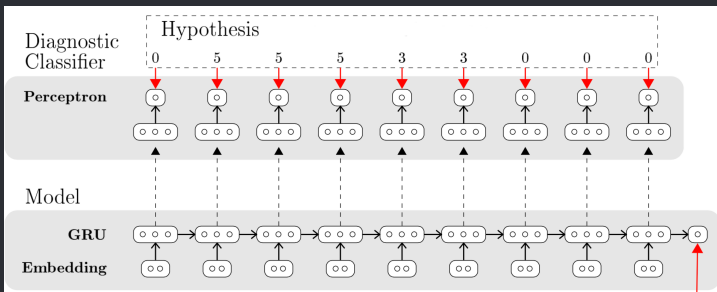 Hypothesis
Diagnostic
Classifier
0 5 5 5 3 3 0 0 0
Perceptron
Model
GRU
Embedding